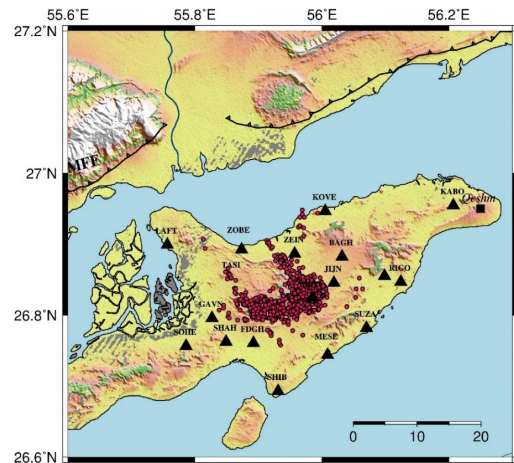 55.6°E 55.8° 56° 56.2°E
27.2°N
MFF
27°N
KABO
Qeshm
KOVE
LAFT
ZOBE
ZEIN
BAGH
TASI
JIJN
RIGO
GAVN
SUZA
SOHE
SHAH
FDGH
MESE
26.8°N
SHIB
0 10 20
26.6°N